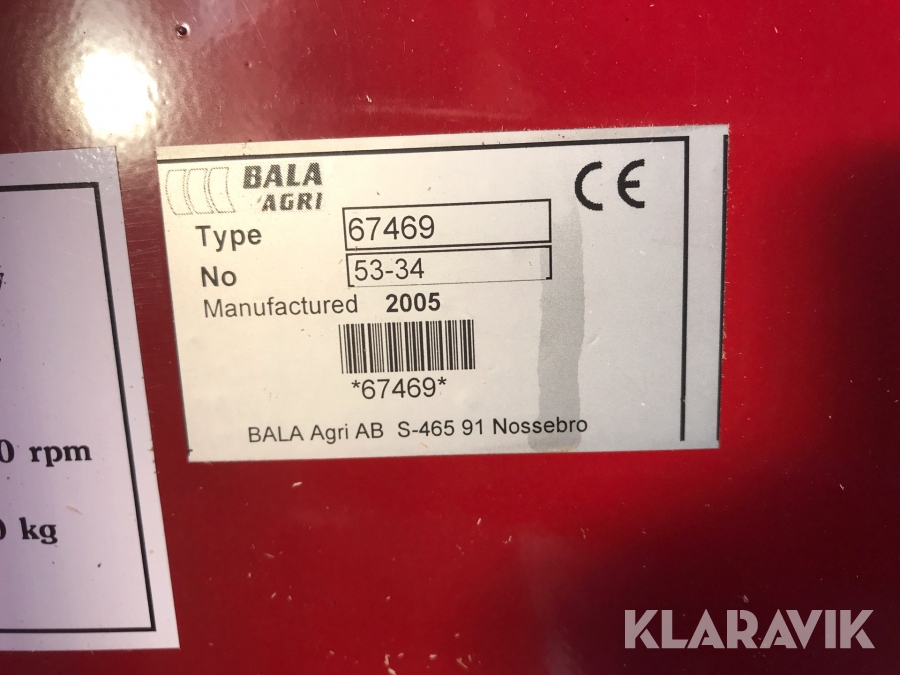 BALA
AGRI
CE
Type 67469
No 53-34
Manufactured 2005
*67469*
BALA Agri AB S-465 91 Nossebro
0 rpm
kg
KLARAVIK